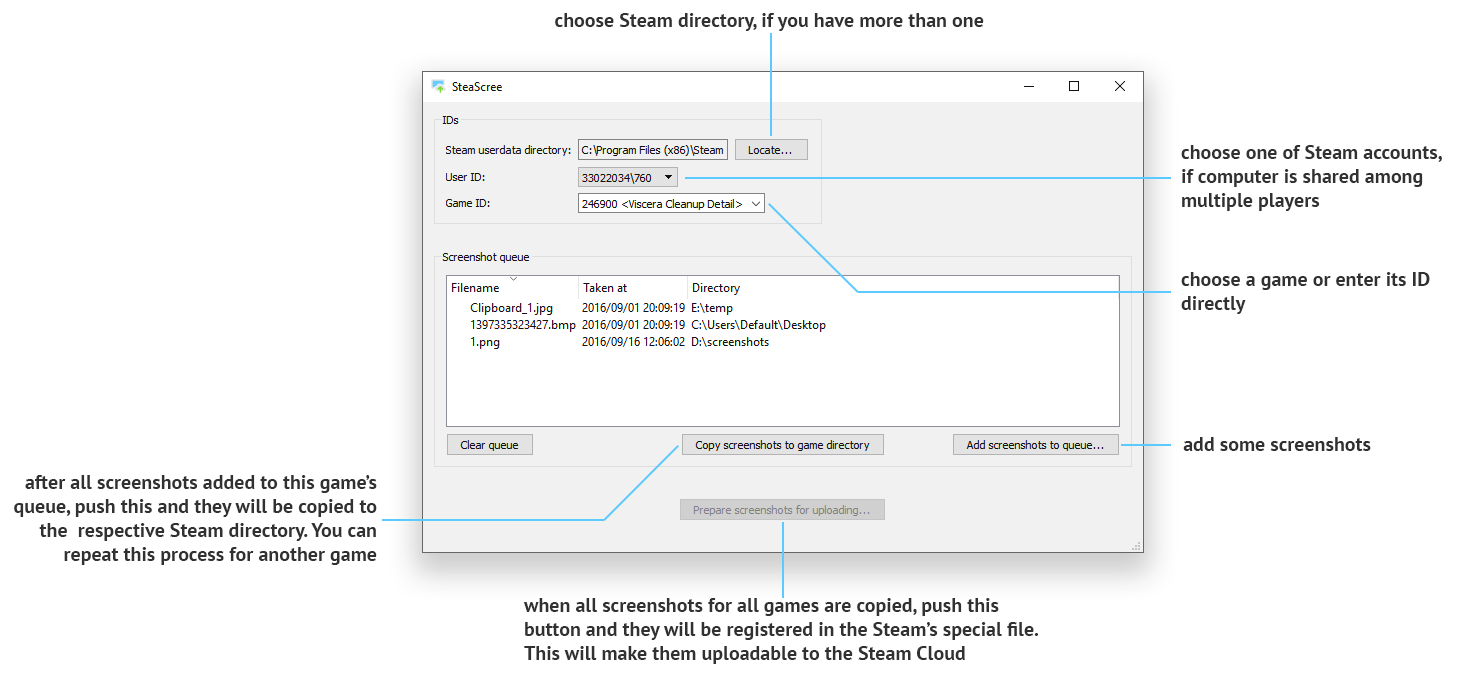 choose Steam directory, if you have more than one
SteaScree
IDs
Steam userdata directory: C:\Program Files (x86)\Steam Locate...
User ID: 33022034\760
Game ID: 246900 <Viscera Cleanup Detail>
choose one of Steam accounts,
if computer is shared among
multiple players
choose a game or enter its ID
directly
Screenshot queue
Filename Taken at Directory
Clipboard_1.jpg 2016/09/01 20:09:19 E:\temp
1397335323427.bmp 2016/09/01 20:09:19 C:\Users\Default\Desktop
1.png 2016/09/16 12:06:02 D:\screenshots
Clear queue Copy screenshots to game directory Add screenshots to queue...
add some screenshots
after all screenshots added to this game’s
queue, push this and they will be copied to
the  respective Steam directory. You can
repeat this process for another game
Prepare screenshots for uploading...
when all screenshots for all games are copied, push this
button and they will be registered in the Steam’s special file.
This will make them uploadable to the Steam Cloud